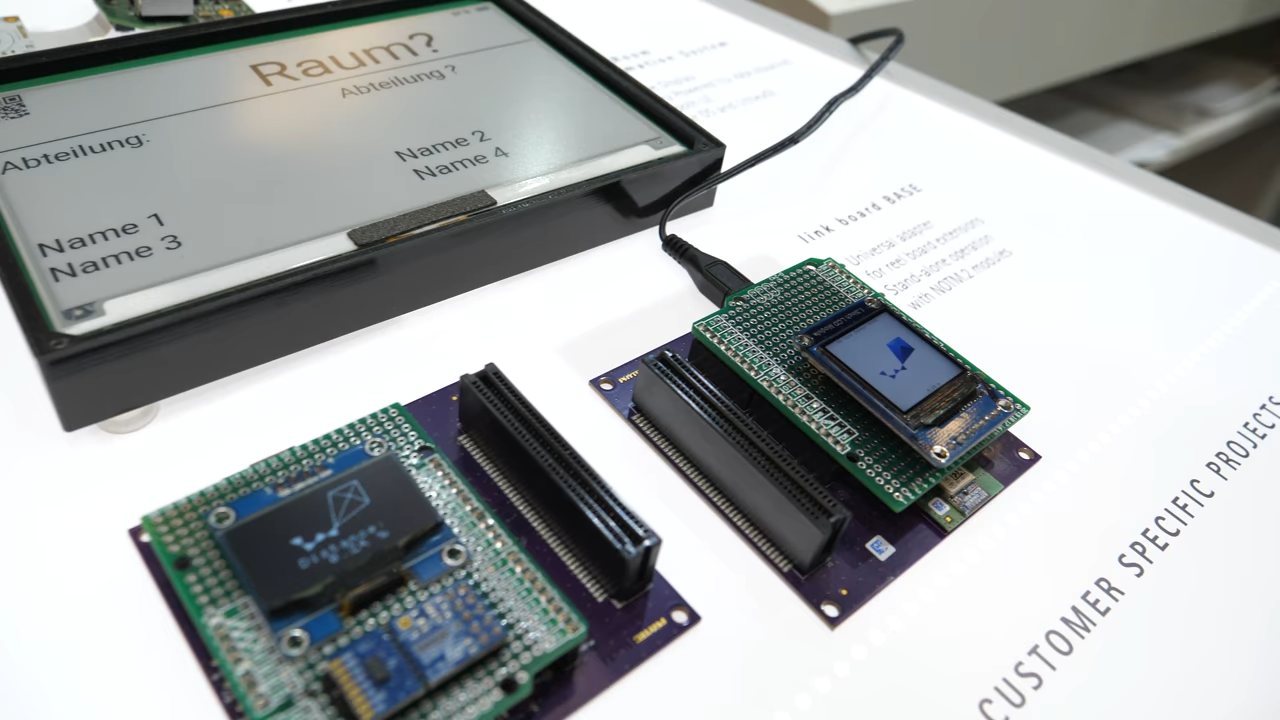 Raum?
Abteilung?
Abteilung:
Name 2
Name 4
Name 1
Name 3
link board BASE
Universal adapter
for reel board extensions
Stand-alone operation
with NOTM.2 modules
PHYTEC
CUSTOMER SPECIFIC PROJECTS